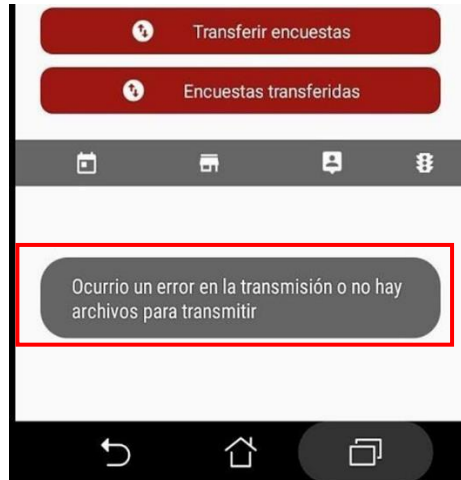 Transferir encuestas
Encuestas transferidas
Ocurrio un error en la transmisión o no hay
archivos para transmitir